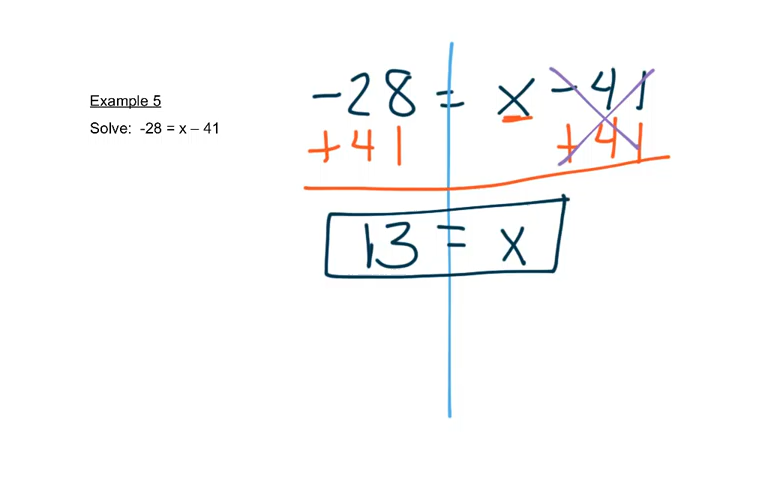 Example 5
Solve: -28 = x – 41
-28 = x - 41
+41 + 41
13 = x